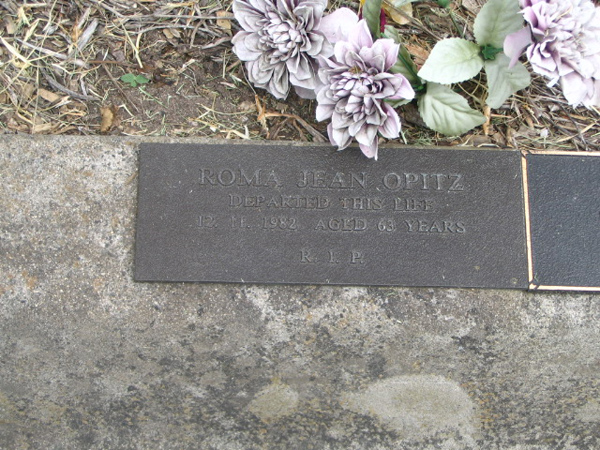 ROMA JEAN OPITZ
DEPARTED THIS LIFE
12. 11. 1982 AGED 63 YEARS
R. I. P.